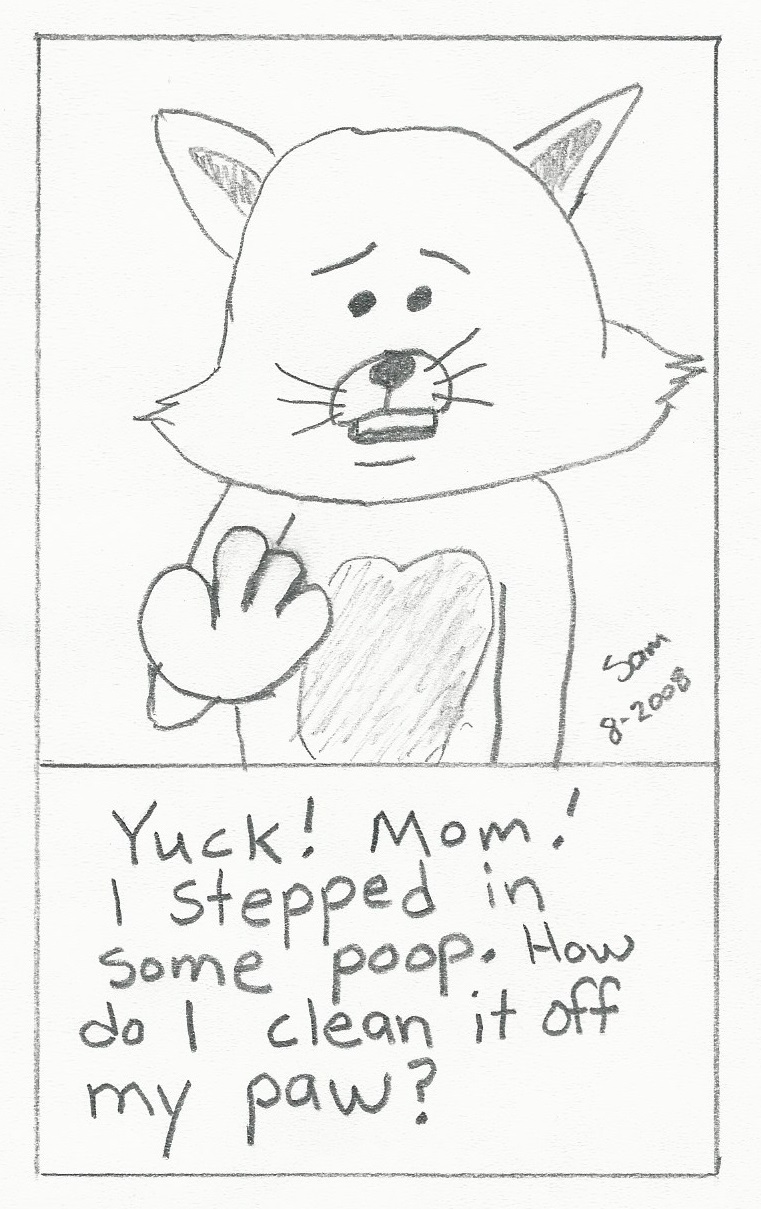 Sam
8-2008
Yuck! Mom!
I stepped in
some poop. How
do I clean it off
my paw?